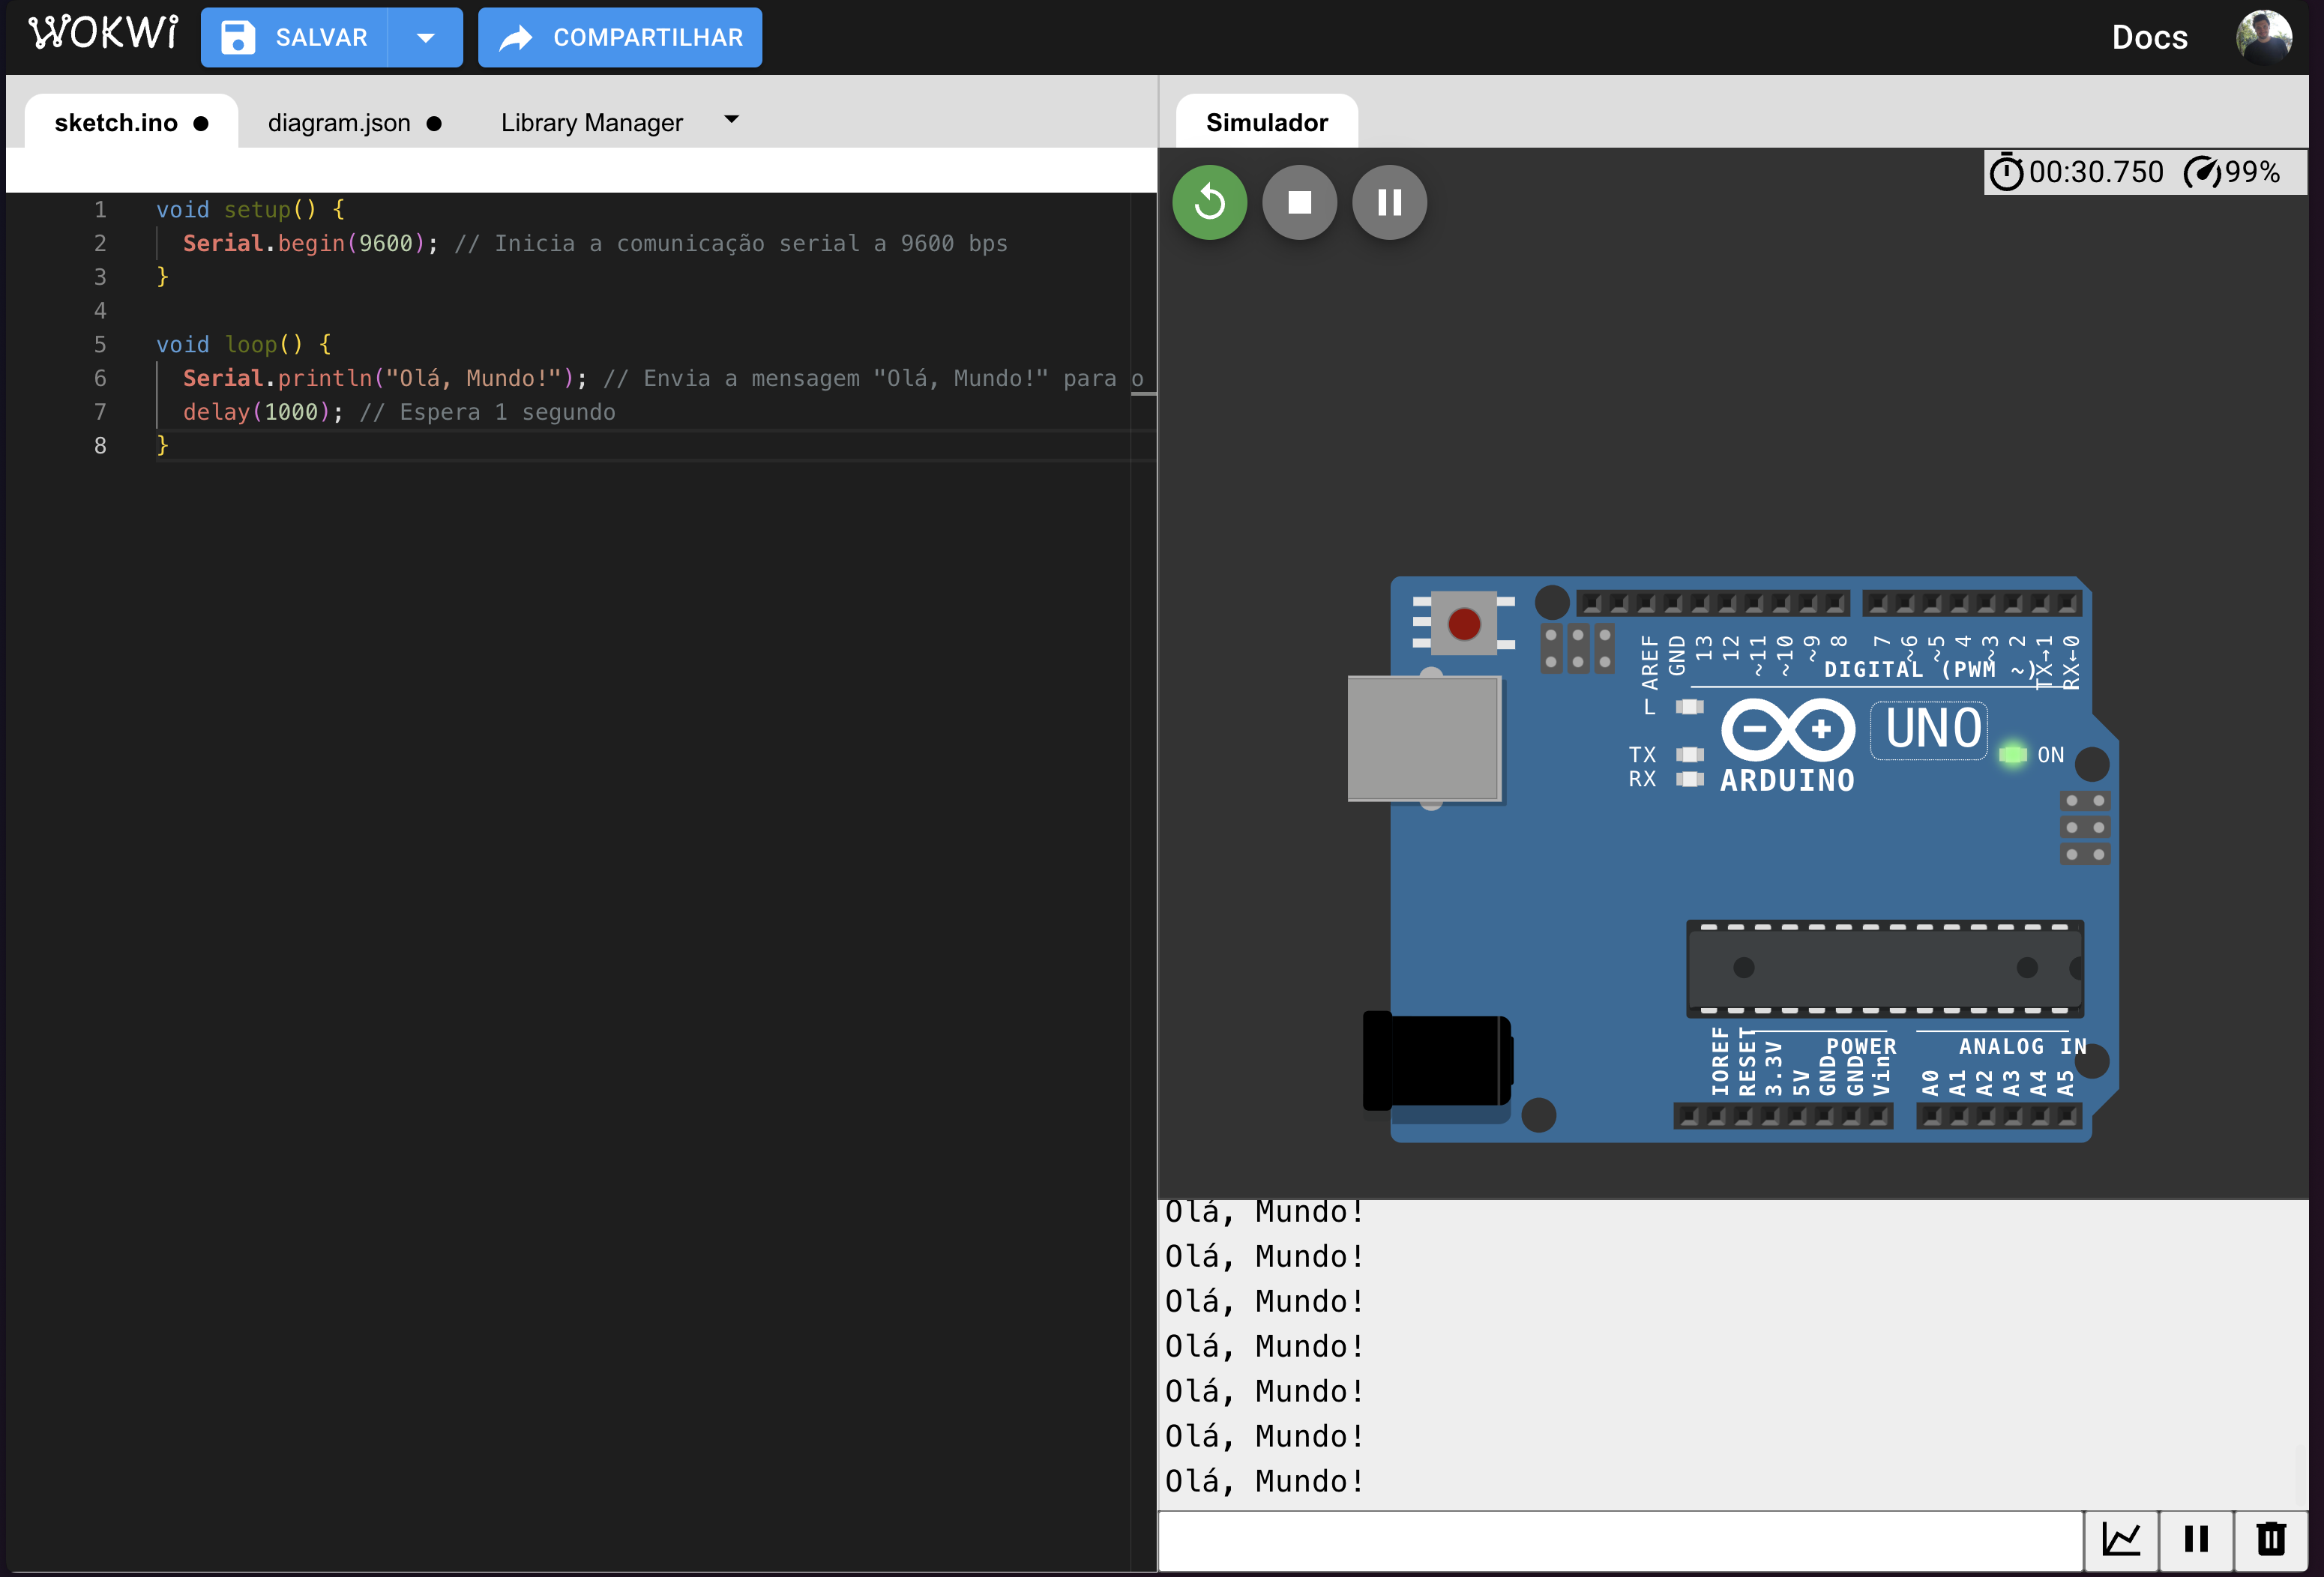 WOKWi
SALVAR
COMPARTILHAR
Docs
sketch.ino ●
diagram.json ●
Library Manager
Simulador
00:30.750 99%
1 void setup() {
2 Serial.begin(9600); // Inicia a comunicação serial a 9600 bps
3 }
4
5 void loop() {
6 Serial.println("Olá, Mundo!"); // Envia a mensagem "Olá, Mundo!" para o
7 delay(1000); // Espera 1 segundo
8 }
AREF GND 13 12 ~11 ~10 ~9 8 7 ~6 ~5 4 ~3 2 TX→1 RX←0
DIGITAL (PWM ~)
L
UNO
TX
ON
RX
ARDUINO
IOREF RESET 3.3V 5V GND GND Vin A0 A1 A2 A3 A4 A5
POWER
ANALOG IN
Olá, Mundo!
Olá, Mundo!
Olá, Mundo!
Olá, Mundo!
Olá, Mundo!
Olá, Mundo!
Olá, Mundo!